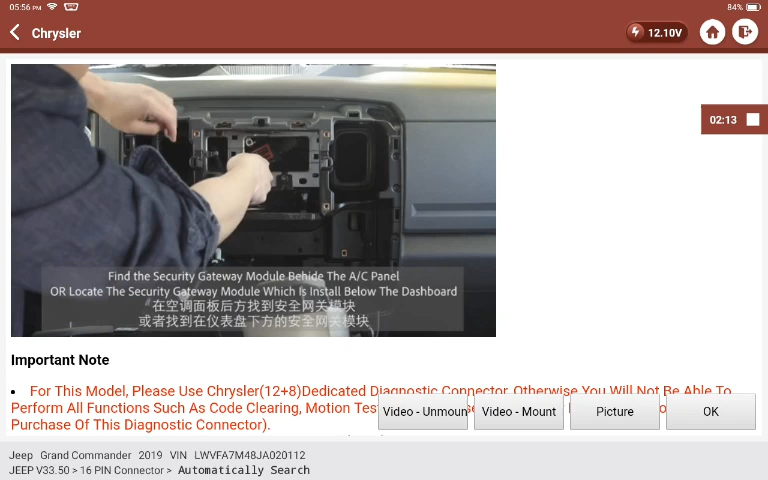 05:56 PM
84%
Chrysler
12.10V
02:13
Find the Security Gateway Module Behide The A/C Panel
OR Locate The Security Gateway Module Which Is Install Below The Dashboard
在空调面板后方找到安全网关模块
或者找到在仪表盘下方的安全网关模块
Important Note
• For This Model, Please Use Chrysler(12+8)Dedicated Diagnostic Connector, Otherwise You Will Not Be Able To
Perform All Functions Such As Code Clearing, Motion
Purchase Of This Diagnostic Connector).
Video - Unmoun
Video - Mount
Picture
OK
Jeep Grand Commander 2019 VIN LWVFA7M48JA020112
JEEP V33.50 > 16 PIN Connector > Automatically Search